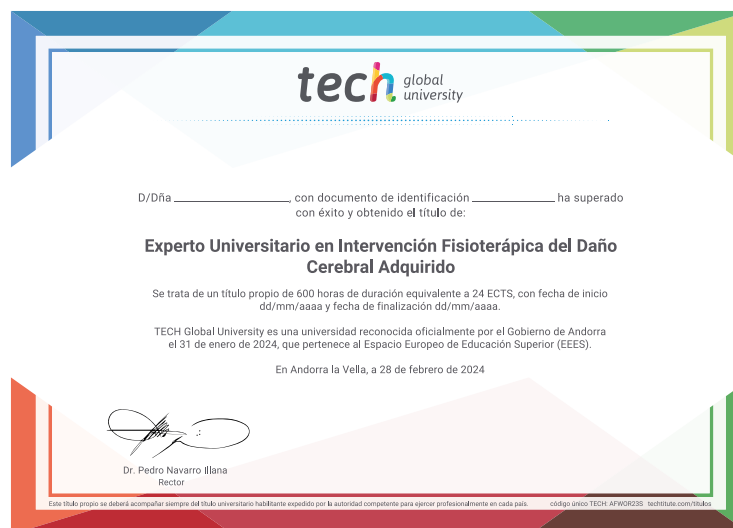 tech global university
D/Dña ____________, con documento de identificación ____________ ha superado
con éxito y obtenido el título de:
Experto Universitario en Intervención Fisioterápica del Daño
Cerebral Adquirido
Se trata de un título propio de 600 horas de duración equivalente a 24 ECTS, con fecha de inicio
dd/mm/aaaa y fecha de finalización dd/mm/aaaa.
TECH Global University es una universidad reconocida oficialmente por el Gobierno de Andorra
el 31 de enero de 2024, que pertenece al Espacio Europeo de Educación Superior (EEES).
En Andorra la Vella, a 28 de febrero de 2024
Dr. Pedro Navarro Illana
Rector
Este título propio se deberá acompañar siempre del título universitario habilitante expedido por la autoridad competente para ejercer profesionalmente en cada país. código único TECH: AFWOR23S techtitute.com/titulos